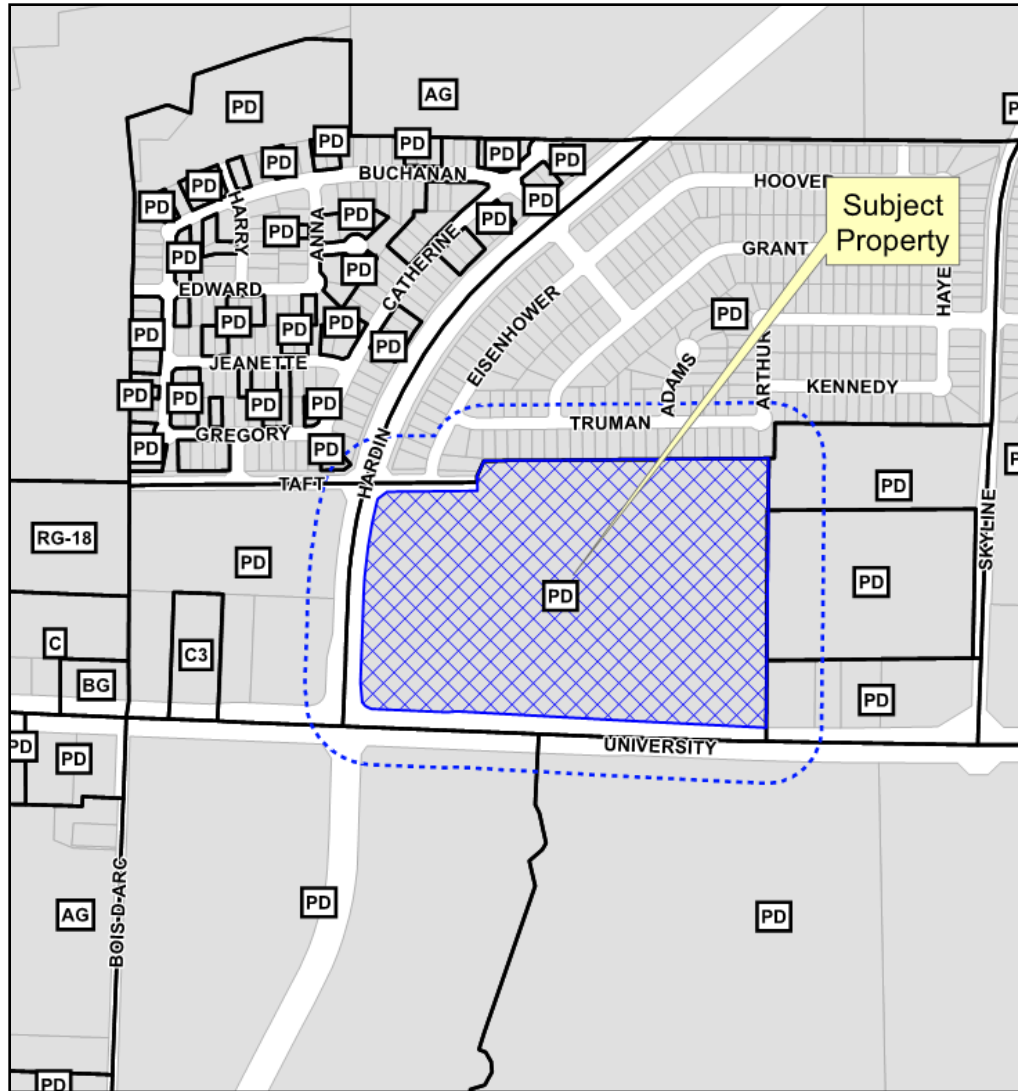 PD
AG
P
PD
PD
PD
PD
PD
PD
BUCHANAN
HOOVER
PD
PD
HARRY
ANNA
PD
PD
PD
Subject
Property
PD
CATHERINE
GRANT
PD
PD
EDWARD
HAYE
EISENHOWER
PD
ARTHUR
PD
PD
PD
PD
PD
JEANETTE
ADAMS
KENNEDY
PD
PD
PD
PD
TRUMAN
GREGORY
PD
PD
P
HARDIN
TAFT
PD
SKYLINE
RG-18
PD
PD
PD
C
C3
BG
PD
UNIVERSITY
PD
PD
BOIS-D-ARC
AG
PD
PD
PD